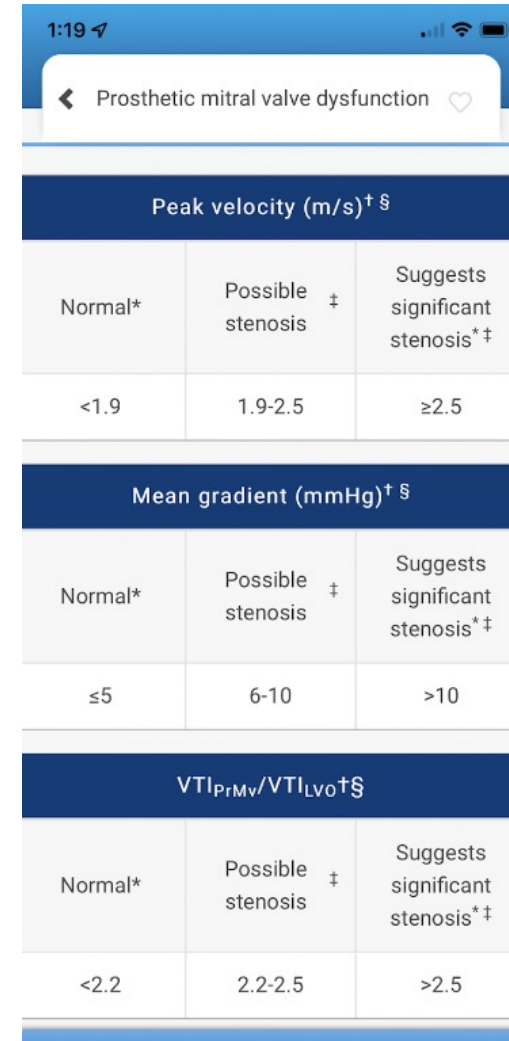 1:19
Prosthetic mitral valve dysfunction
Peak velocity (m/s)† §
Normal*
Possible ‡
stenosis
Suggests
significant
stenosis* ‡
<1.9
1.9-2.5
≥2.5
Mean gradient (mmHg)† §
Normal*
Possible ‡
stenosis
Suggests
significant
stenosis* ‡
≤5
6-10
>10
VTIPrMv/VTILVO†§
Normal*
Possible ‡
stenosis
Suggests
significant
stenosis* ‡
<2.2
2.2-2.5
>2.5